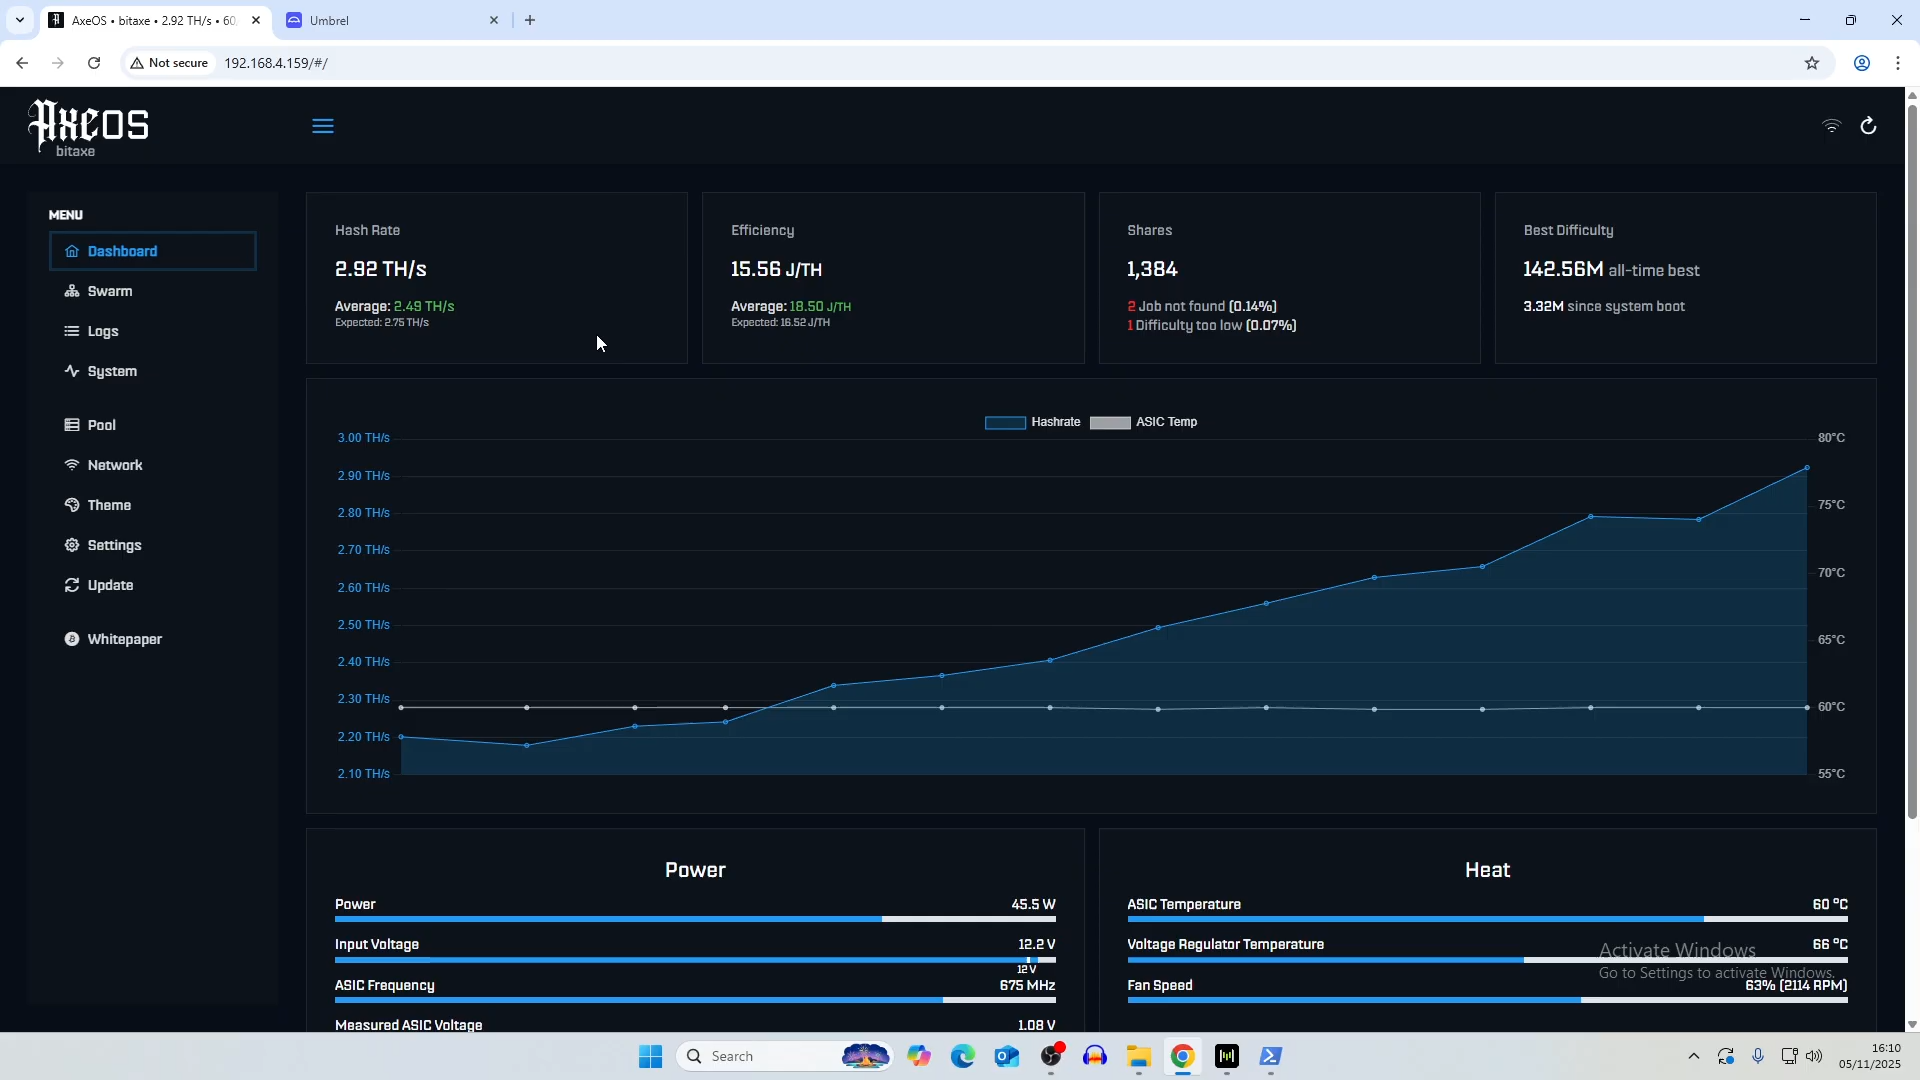 AxeOS • bitaxe • 2.92 TH/s • 60
Umbrel
Not secure
192.168.4.159/#/
AxeOS
bitaxe
MENU
Dashboard
Swarm
Logs
System
Pool
Network
Theme
Settings
Update
Whitepaper
Hash Rate
2.92 TH/s
Average: 2.49 TH/s
Expected: 2.75 TH/s
Efficiency
15.56 J/TH
Average: 18.50 J/TH
Expected: 16.52 J/TH
Shares
1,384
2 Job not found (0.14%)
1 Difficulty too low (0.07%)
Best Difficulty
142.56M all-time best
3.32M since system boot
Hashrate
ASIC Temp
3.00 TH/s
2.90 TH/s
2.80 TH/s
2.70 TH/s
2.60 TH/s
2.50 TH/s
2.40 TH/s
2.30 TH/s
2.20 TH/s
2.10 TH/s
80°C
75°C
70°C
65°C
60°C
55°C
Power
Power 45.5 W
Input Voltage 12.2 V
12 V
ASIC Frequency 675 MHz
Measured ASIC Voltage 1.08 V
Heat
ASIC Temperature 60 °C
Voltage Regulator Temperature 66 °C
Fan Speed 63% (2114 RPM)
Activate Windows
Go to Settings to activate Windows.
Search
16:10
05/11/2025